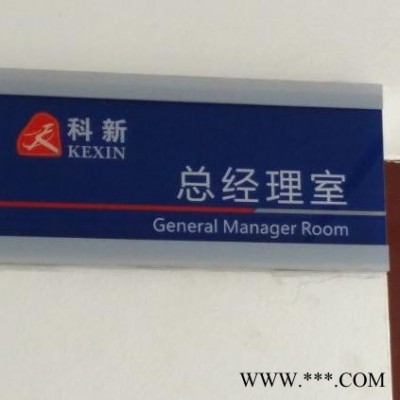 科新
KEXIN
总经理室
General Manager Room
WWW.***.COM